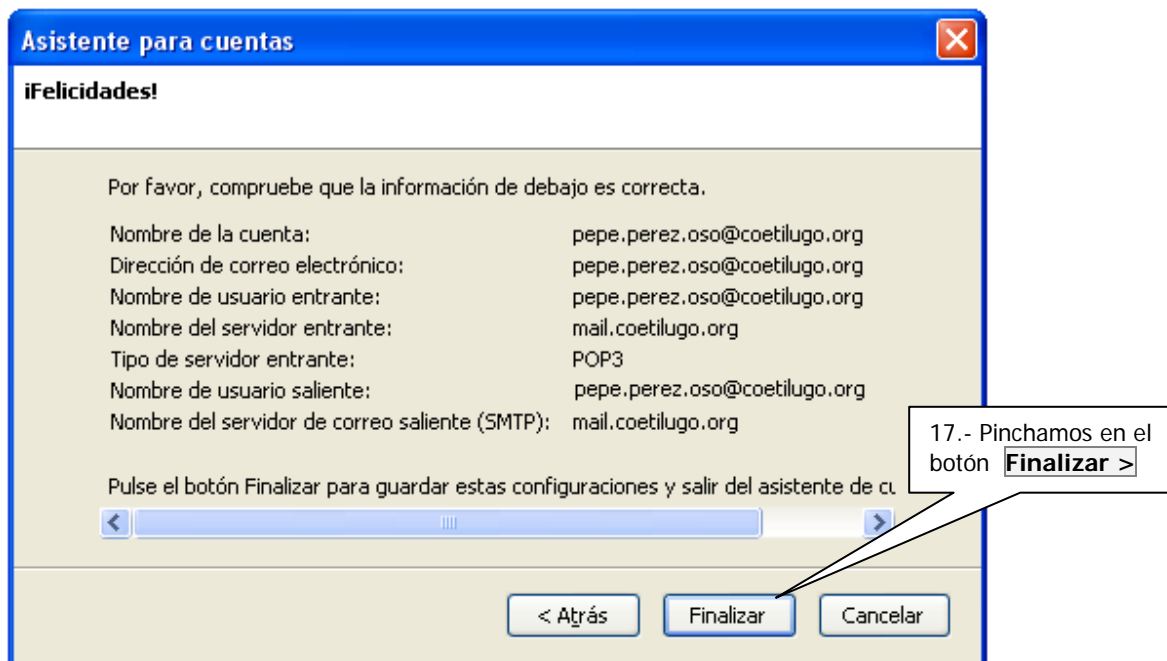 Asistente para cuentas
¡Felicidades!
Por favor, compruebe que la información de debajo es correcta.
Nombre de la cuenta: pepe.perez.oso@coetilugo.org
Dirección de correo electrónico: pepe.perez.oso@coetilugo.org
Nombre de usuario entrante: pepe.perez.oso@coetilugo.org
Nombre del servidor entrante: mail.coetilugo.org
Tipo de servidor entrante: POP3
Nombre de usuario saliente: pepe.perez.oso@coetilugo.org
Nombre del servidor de correo saliente (SMTP): mail.coetilugo.org
17.- Pinchamos en el
botón Finalizar >
Pulse el botón Finalizar para guardar estas configuraciones y salir del asistente de
< Atrás Finalizar Cancelar